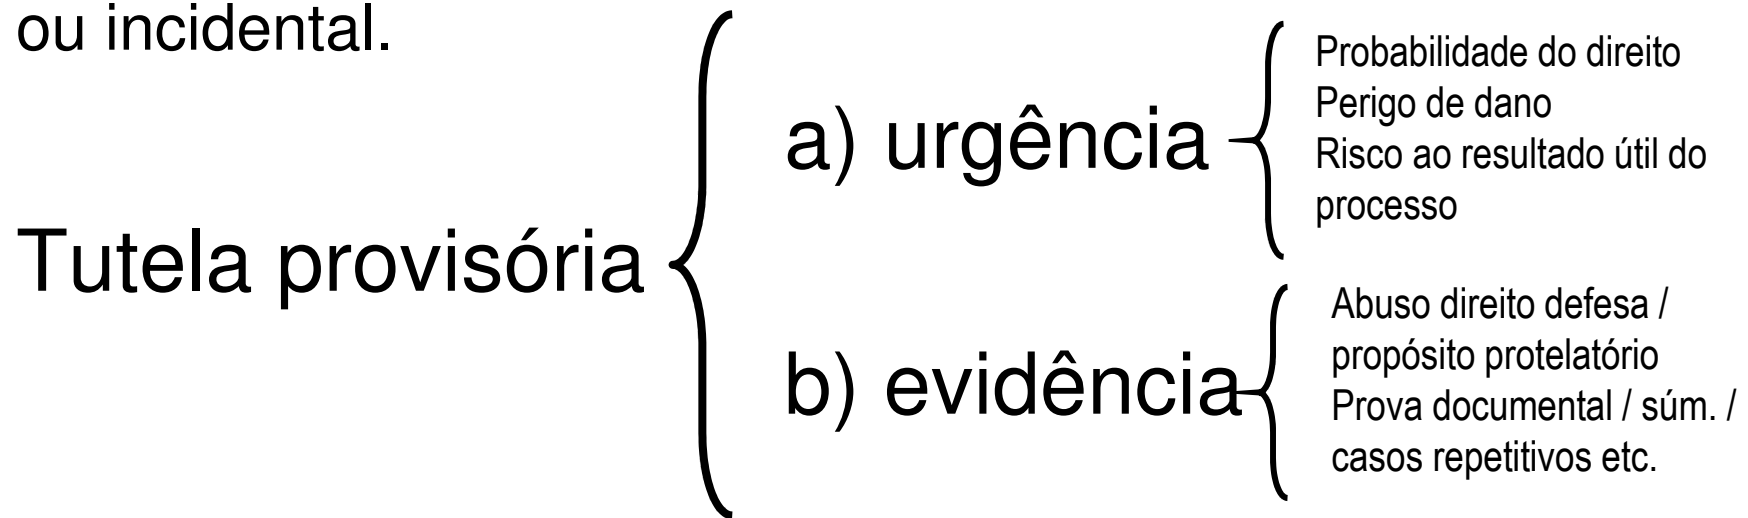 ou incidental.
Tutela provisória
a) urgência
Probabilidade do direito
Perigo de dano
Risco ao resultado útil do
processo
b) evidência
Abuso direito defesa /
propósito protelatório
Prova documental / súm. /
casos repetitivos etc.